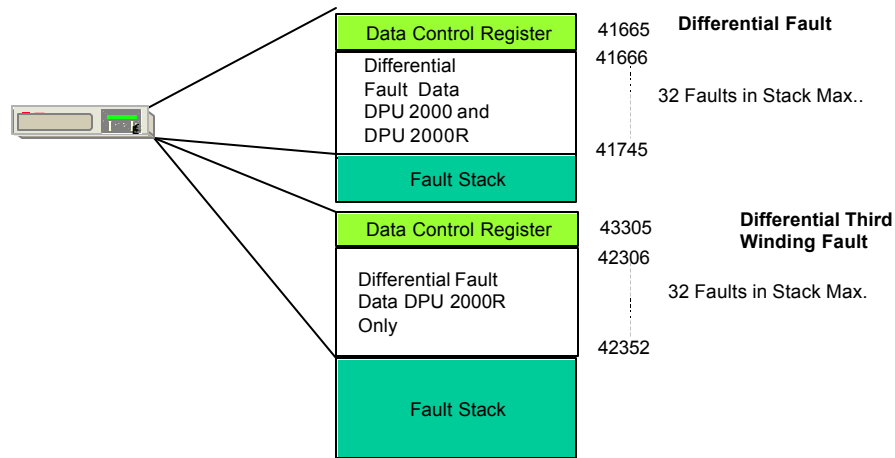 Data Control Register
41665
Differential Fault
41666
Differential
Fault Data
DPU 2000 and
DPU 2000R
32 Faults in Stack Max..
41745
Fault Stack
Data Control Register
43305
Differential Third
Winding Fault
42306
Differential Fault
Data DPU 2000R
Only
32 Faults in Stack Max.
42352
Fault Stack